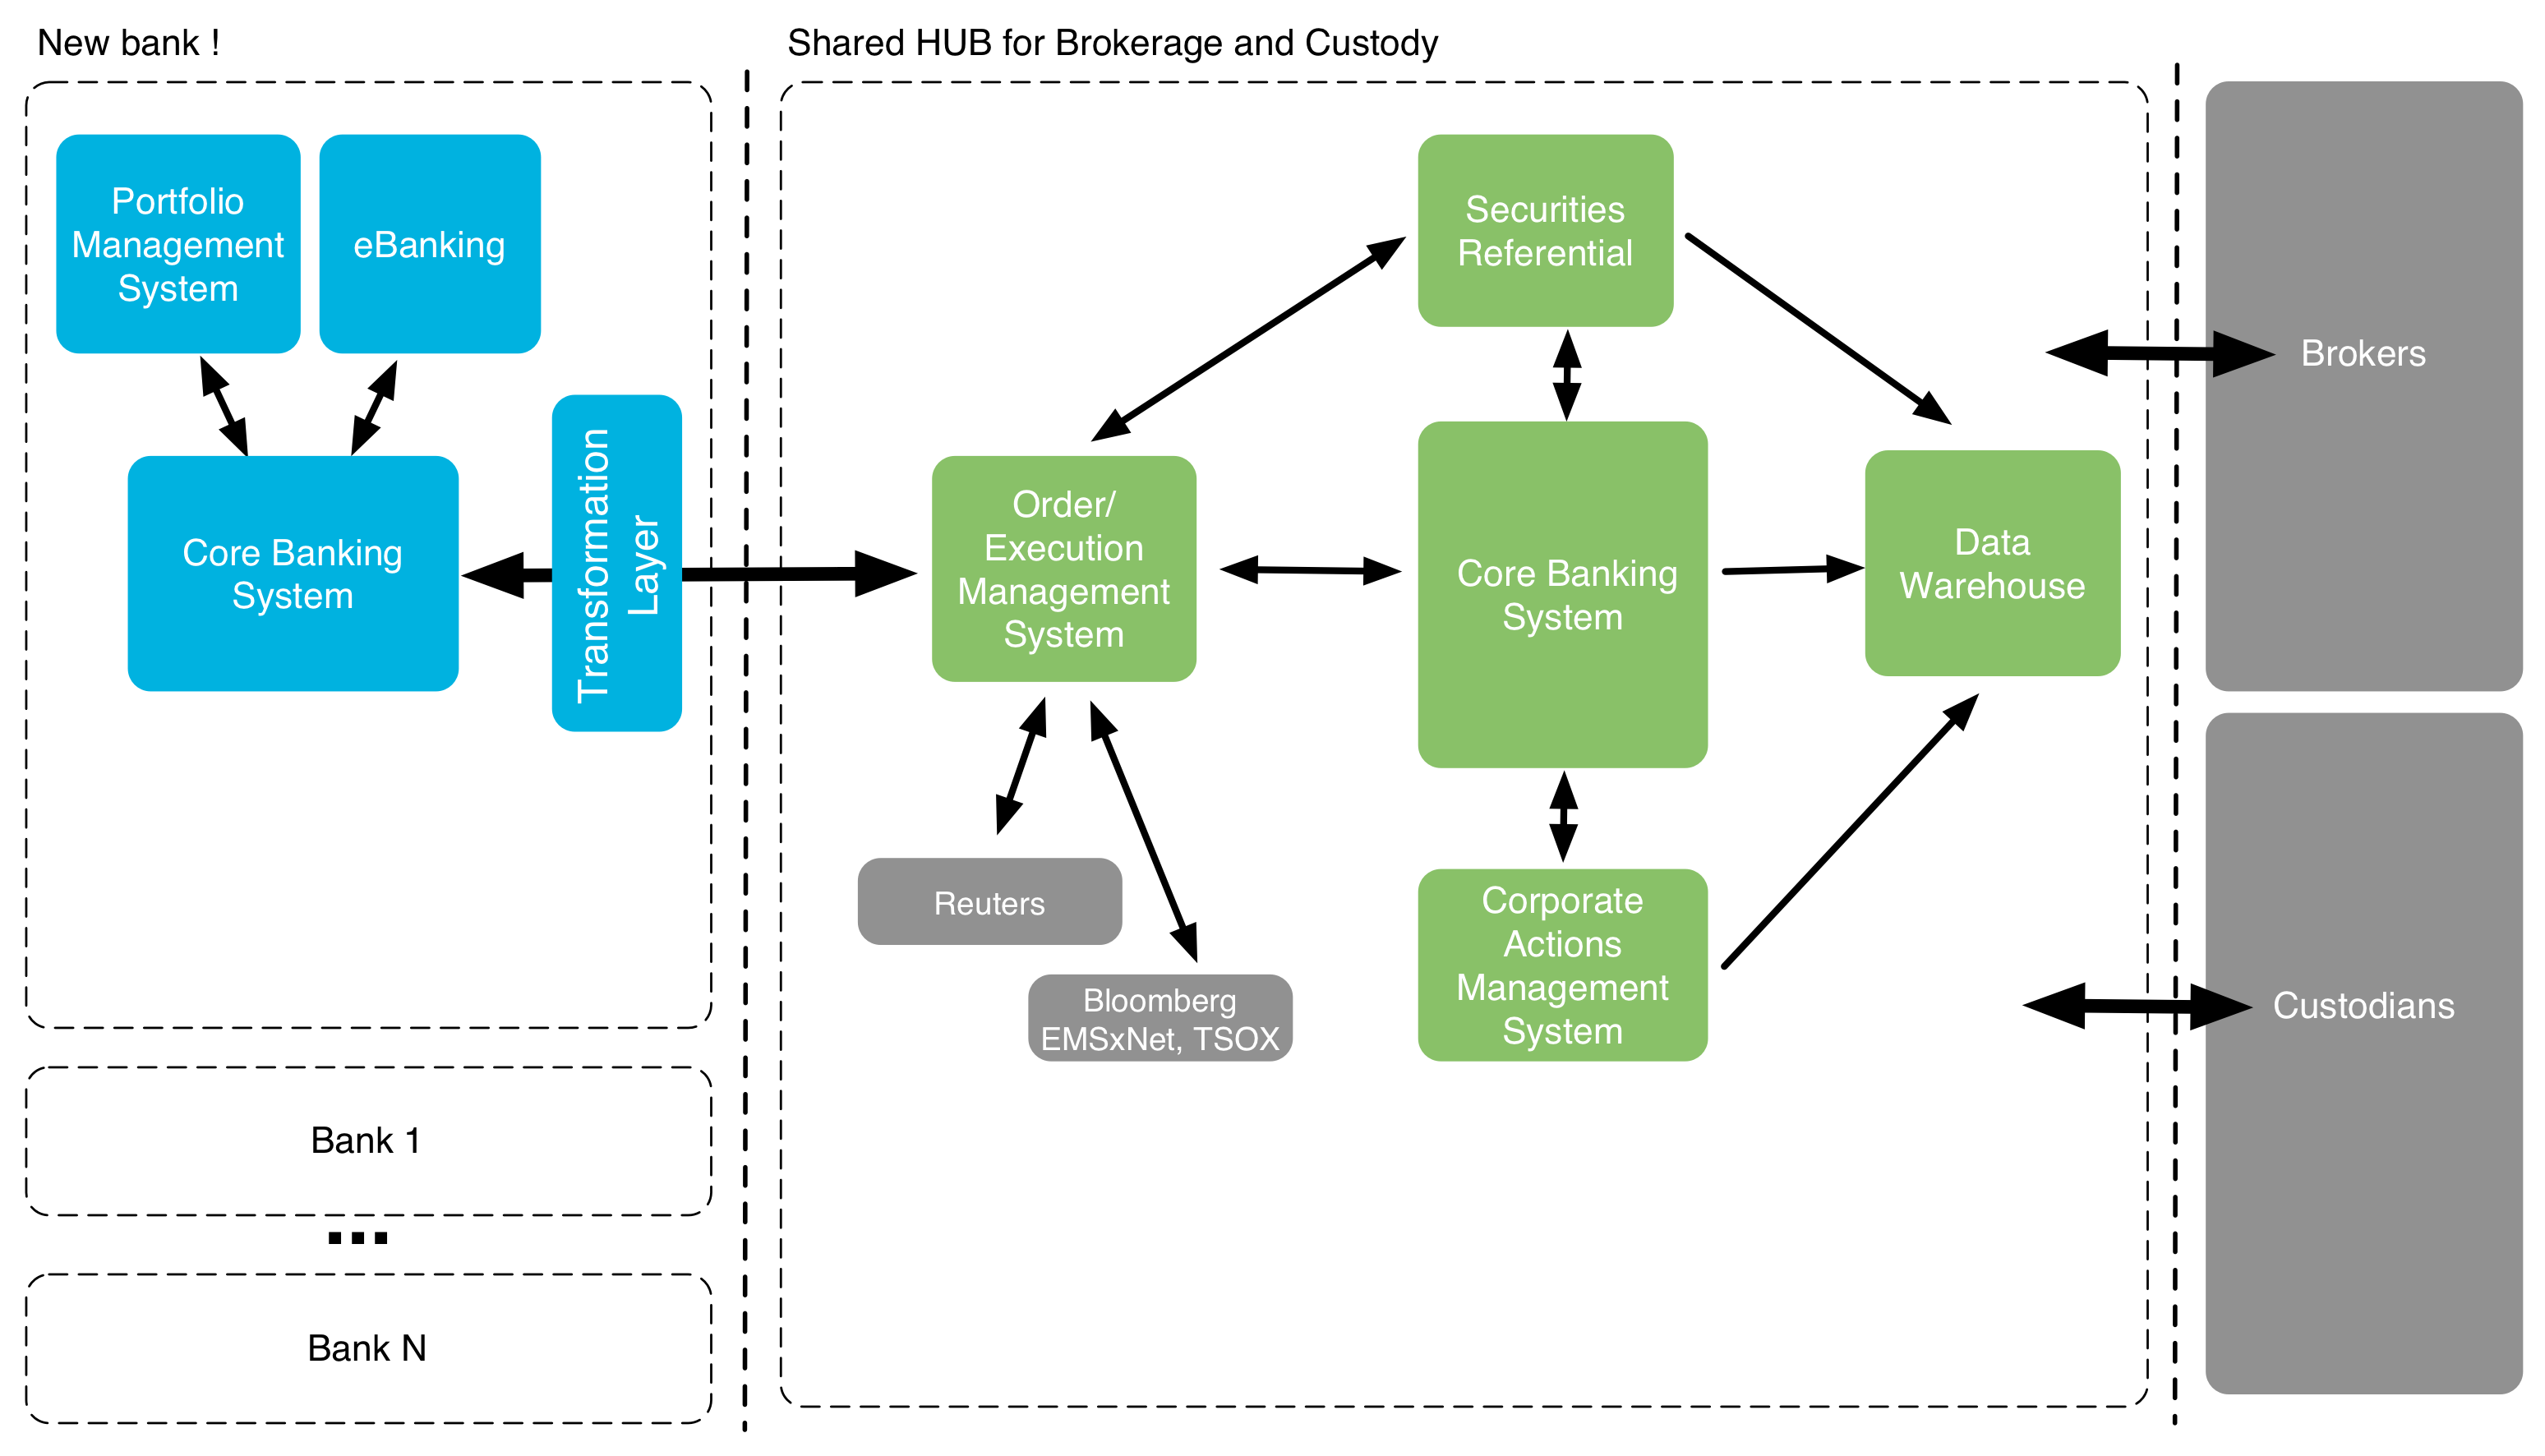 New bank !
Shared HUB for Brokerage and Custody
Portfolio
Management
System
eBanking
Core Banking
System
Transformation
Layer
Bank 1
...
Bank N
Securities
Referential
Order/
Execution
Management
System
Core Banking
System
Data
Warehouse
Reuters
Bloomberg
EMSxNet, TSOX
Corporate
Actions
Management
System
Brokers
Custodians